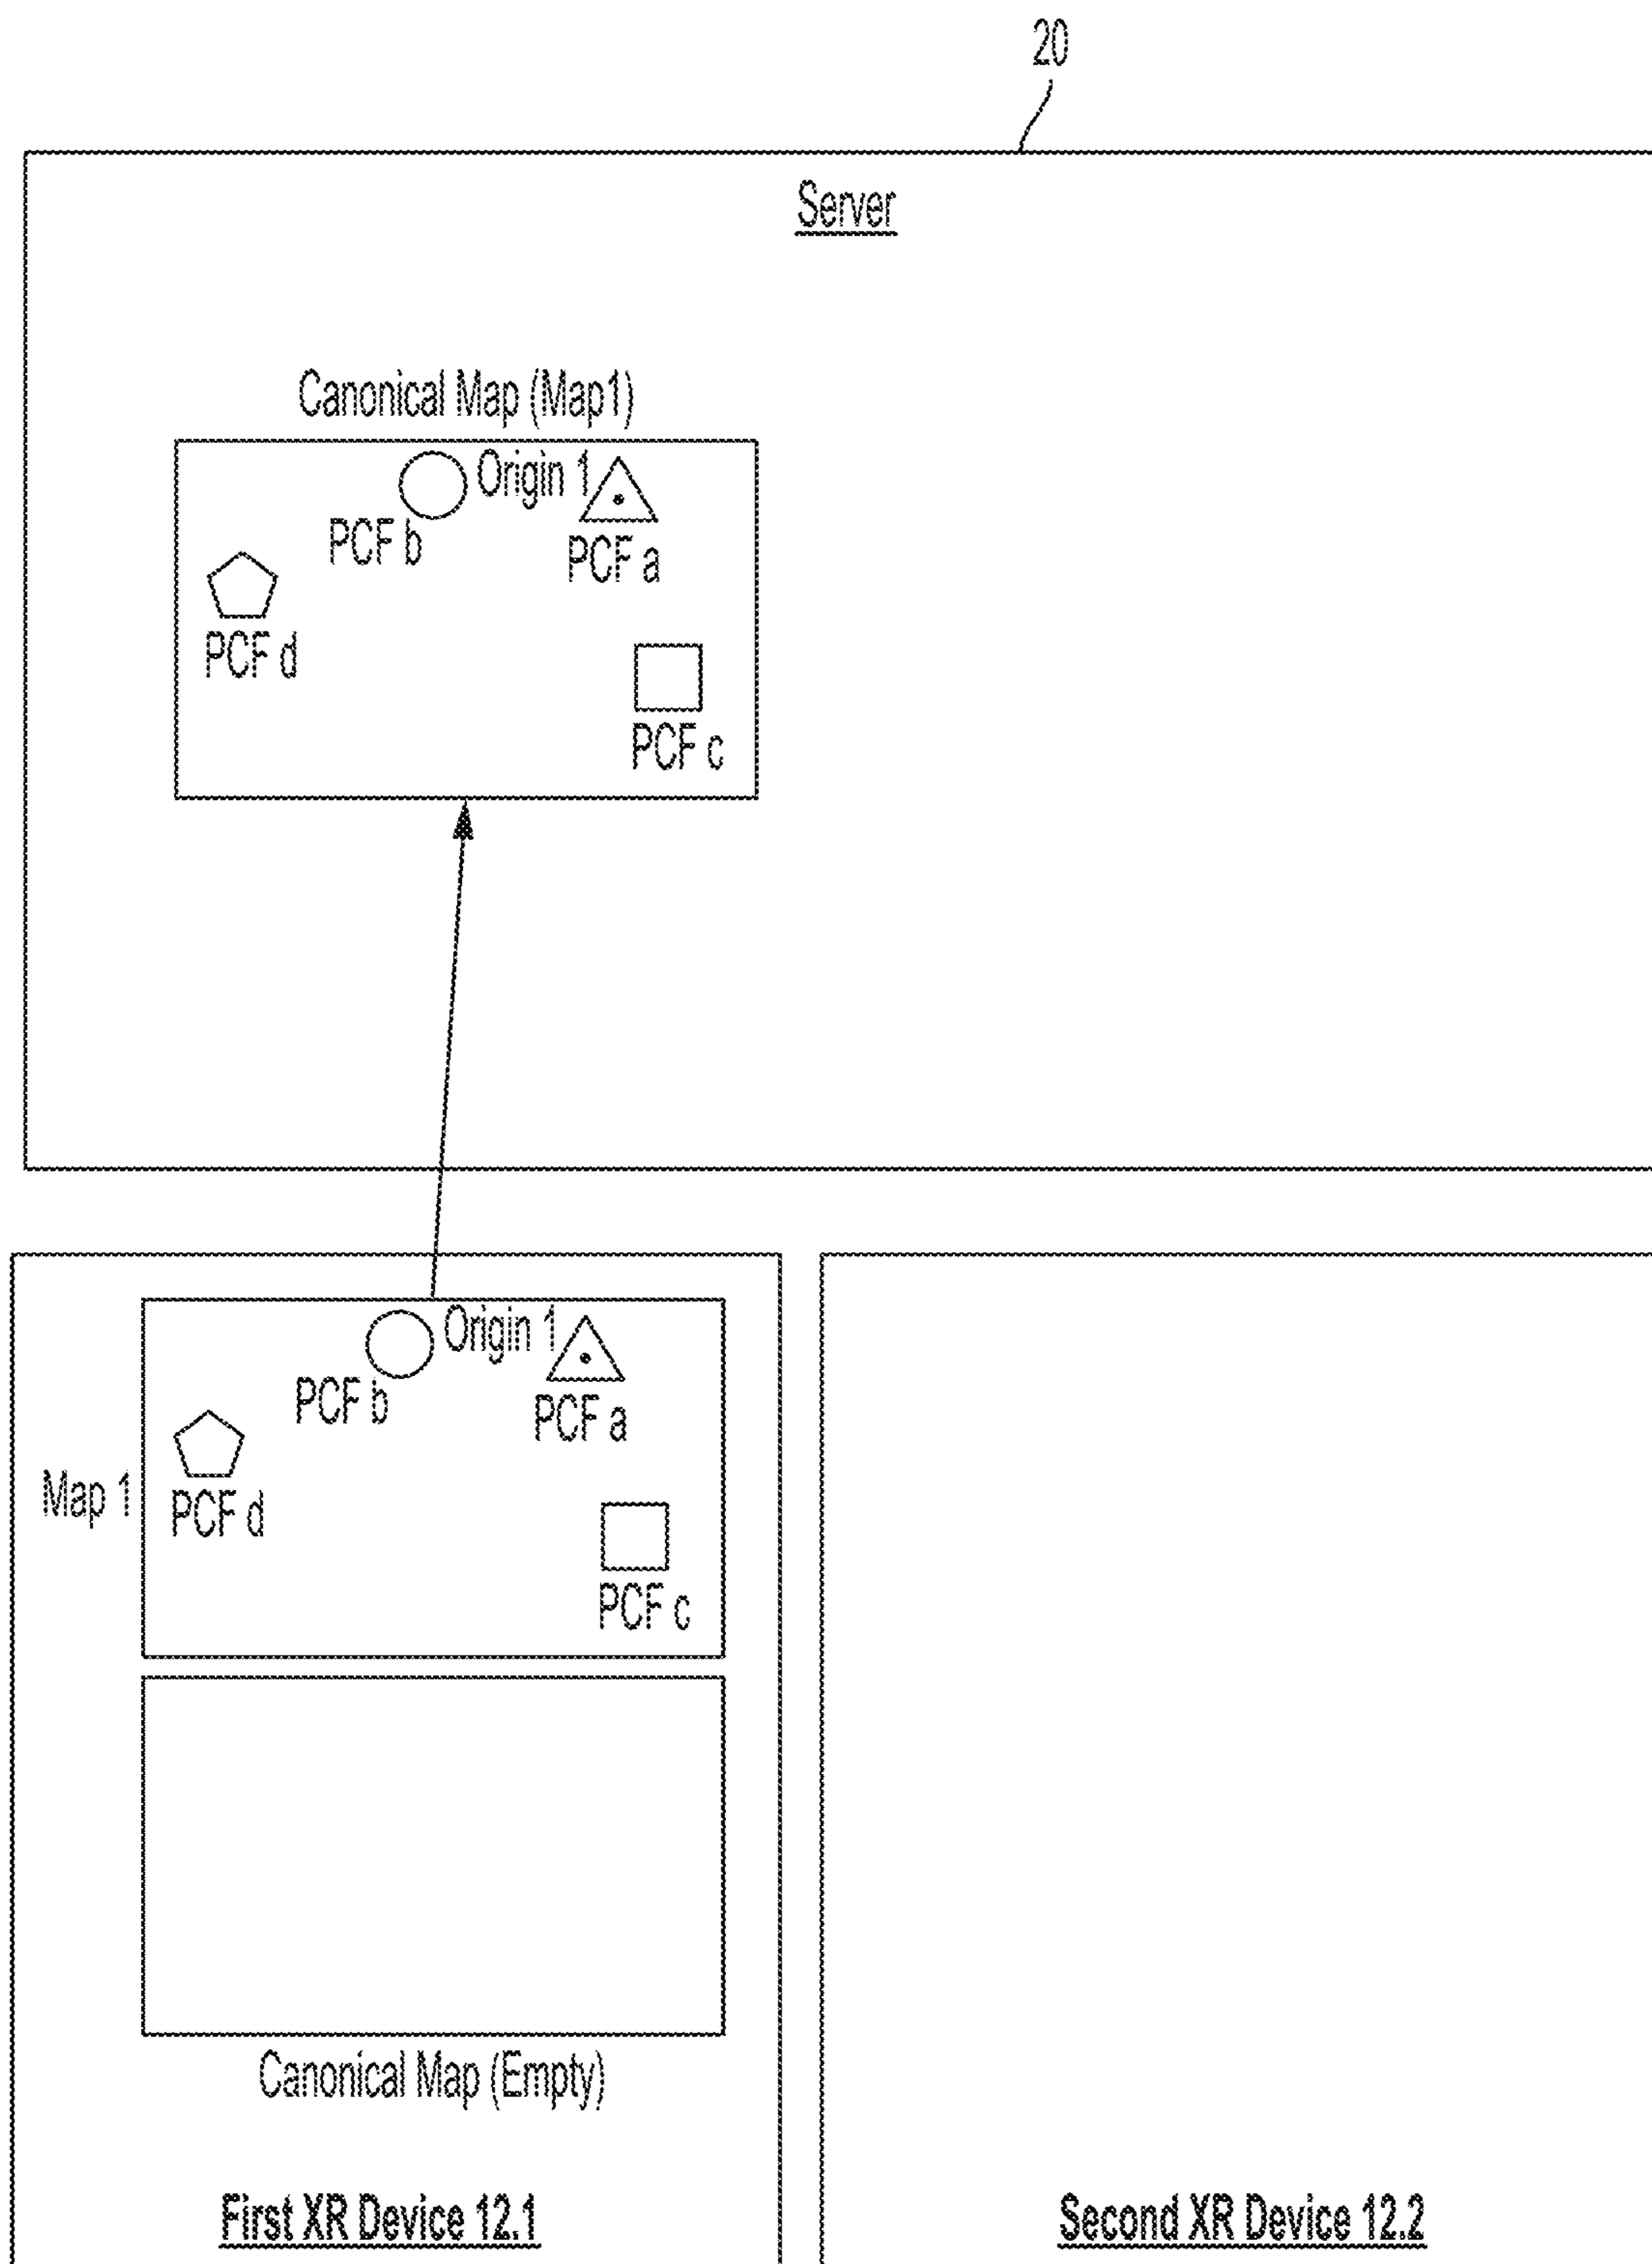 20
Server
Canonical Map (Map1)
Origin 1
PCF b
PCF a
PCF d
PCF c
Origin 1
PCF b
PCF a
Map 1
PCF d
PCF c
Canonical Map (Empty)
First XR Device 12.1
Second XR Device 12.2